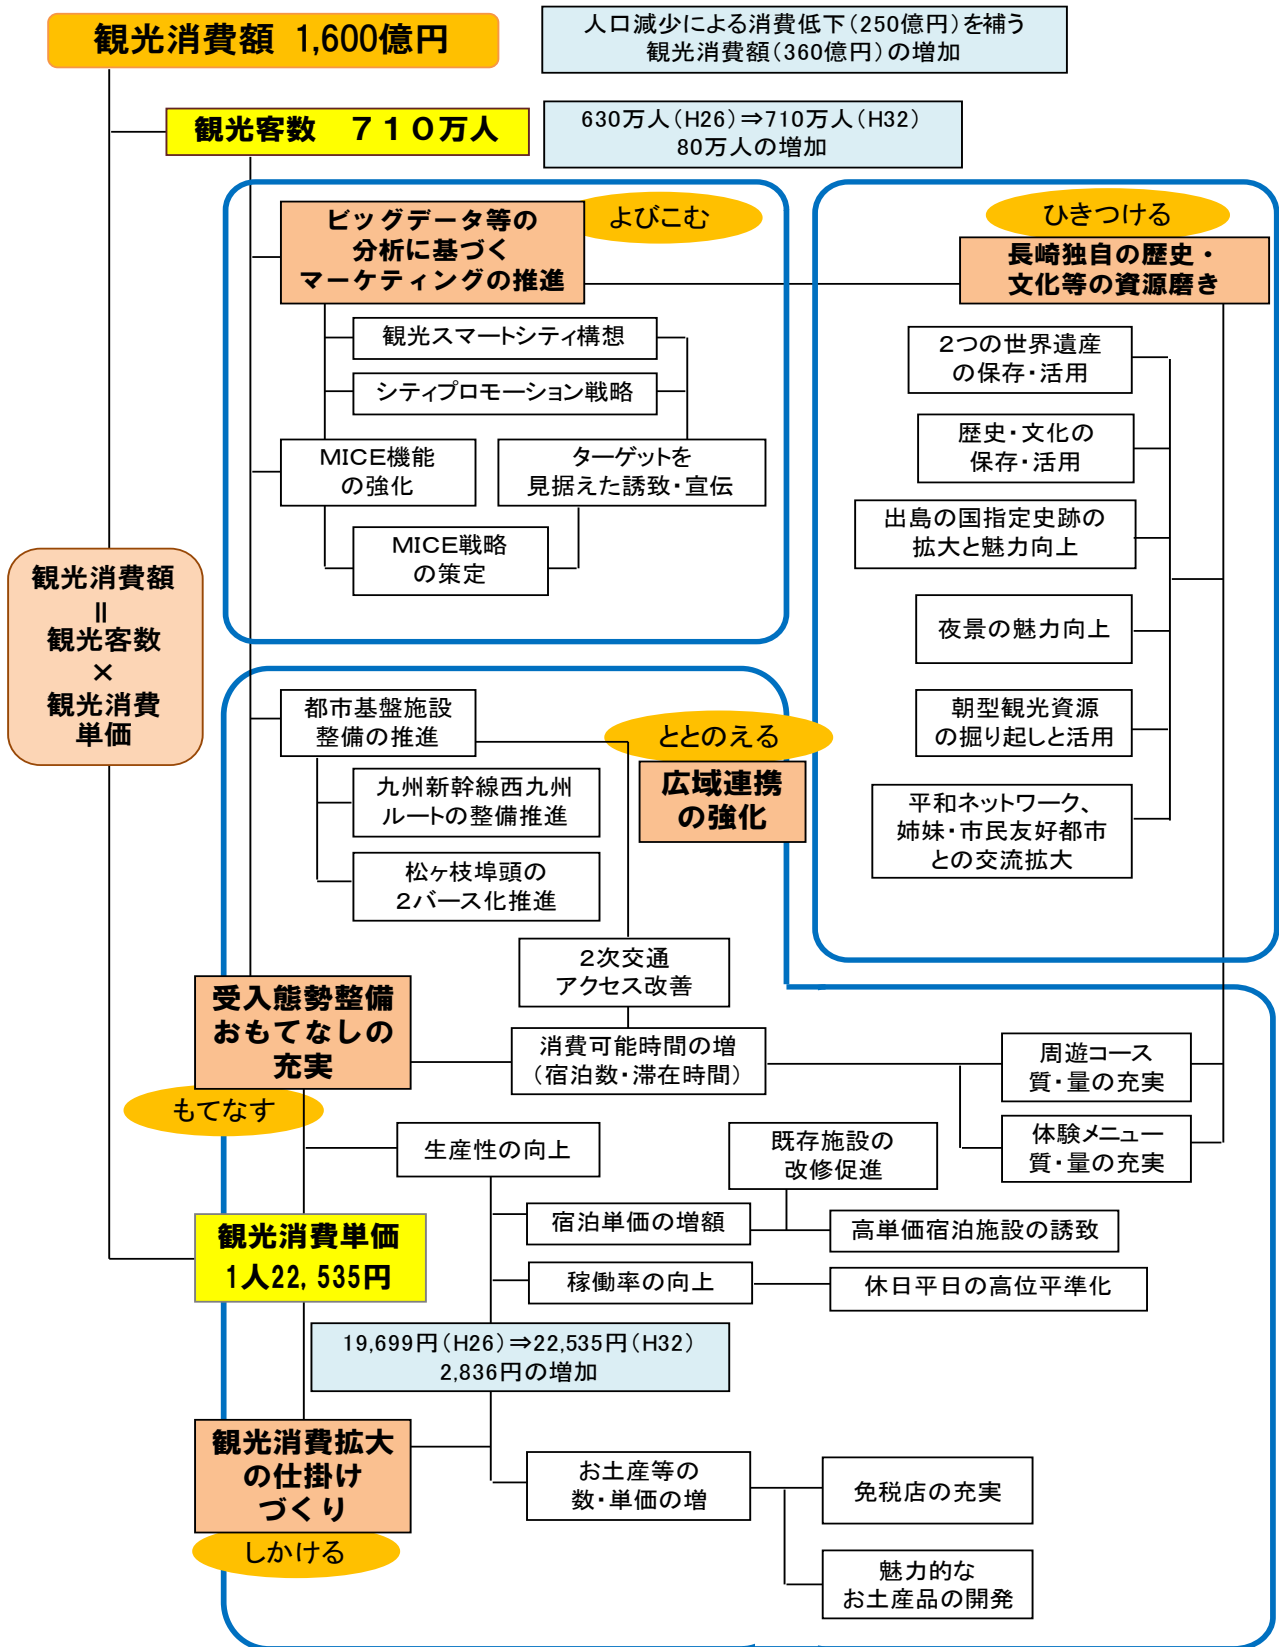 観光消費額 1,600億円
人口減少による消費低下(250億円)を補う
観光消費額(360億円)の増加
観光客数　７１０万人
630万人(H26)⇒710万人(H32)
80万人の増加
よびこむ
ビッグデータ等の
分析に基づく
マーケティングの推進
観光スマートシティ構想
シティプロモーション戦略
MICE機能
の強化
ターゲットを
見据えた誘致・宣伝
MICE戦略
の策定
ひきつける
長崎独自の歴史・
文化等の資源磨き
２つの世界遺産
の保存・活用
歴史・文化の
保存・活用
出島の国指定史跡の
拡大と魅力向上
夜景の魅力向上
朝型観光資源
の掘り起しと活用
平和ネットワーク、
姉妹・市民友好都市
との交流拡大
観光消費額
＝
観光客数
×
観光消費
単価
都市基盤施設
整備の推進
ととのえる
広域連携
の強化
九州新幹線西九州
ルートの整備推進
松ヶ枝埠頭の
２バース化推進
２次交通
アクセス改善
受入態勢整備
おもてなしの
充実
もてなす
消費可能時間の増
(宿泊数・滞在時間)
周遊コース
質・量の充実
体験メニュー
質・量の充実
生産性の向上
既存施設の
改修促進
宿泊単価の増額
高単価宿泊施設の誘致
稼働率の向上
休日平日の高位平準化
観光消費単価
1人22,535円
19,699円(H26)⇒22,535円(H32)
2,836円の増加
観光消費拡大
の仕掛け
づくり
しかける
お土産等の
数・単価の増
免税店の充実
魅力的な
お土産品の開発